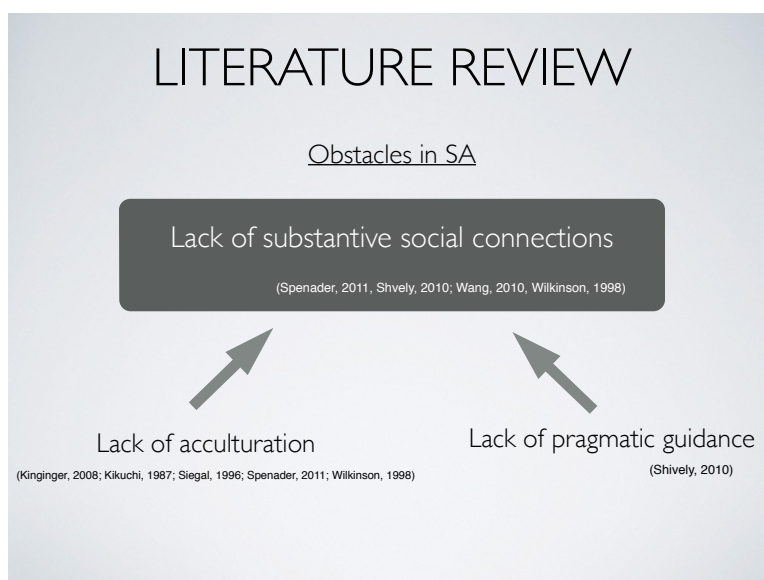 LITERATURE REVIEW
Obstacles in SA
Lack of substantive social connections
(Spenader, 2011, Shvely, 2010; Wang, 2010, Wilkinson, 1998)
Lack of acculturation
(Kinginger, 2008; Kikuchi, 1987; Siegal, 1996; Spenader, 2011; Wilkinson, 1998)
Lack of pragmatic guidance
(Shively, 2010)